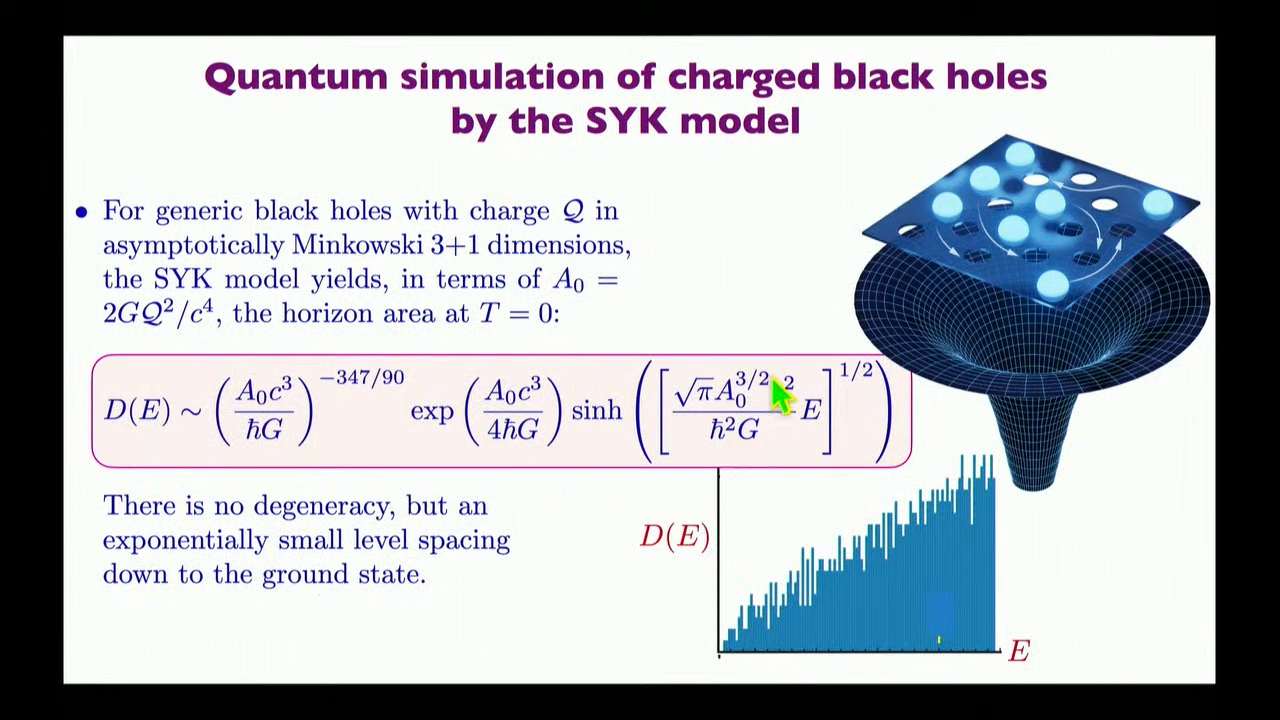 Quantum simulation of charged black holes
by the SYK model
• For generic black holes with charge 𝒬 in
asymptotically Minkowski 3+1 dimensions,
the SYK model yields, in terms of A₀ =
2G𝒬²/c⁴, the horizon area at T = 0:
D(E) ∼ (A₀c³/ℏG)^(−347/90) exp(A₀c³/4ℏG) sinh([√π A₀^(3/2) ² / ℏ²G E]^(1/2))
There is no degeneracy, but an
exponentially small level spacing
down to the ground state.
D(E)
E